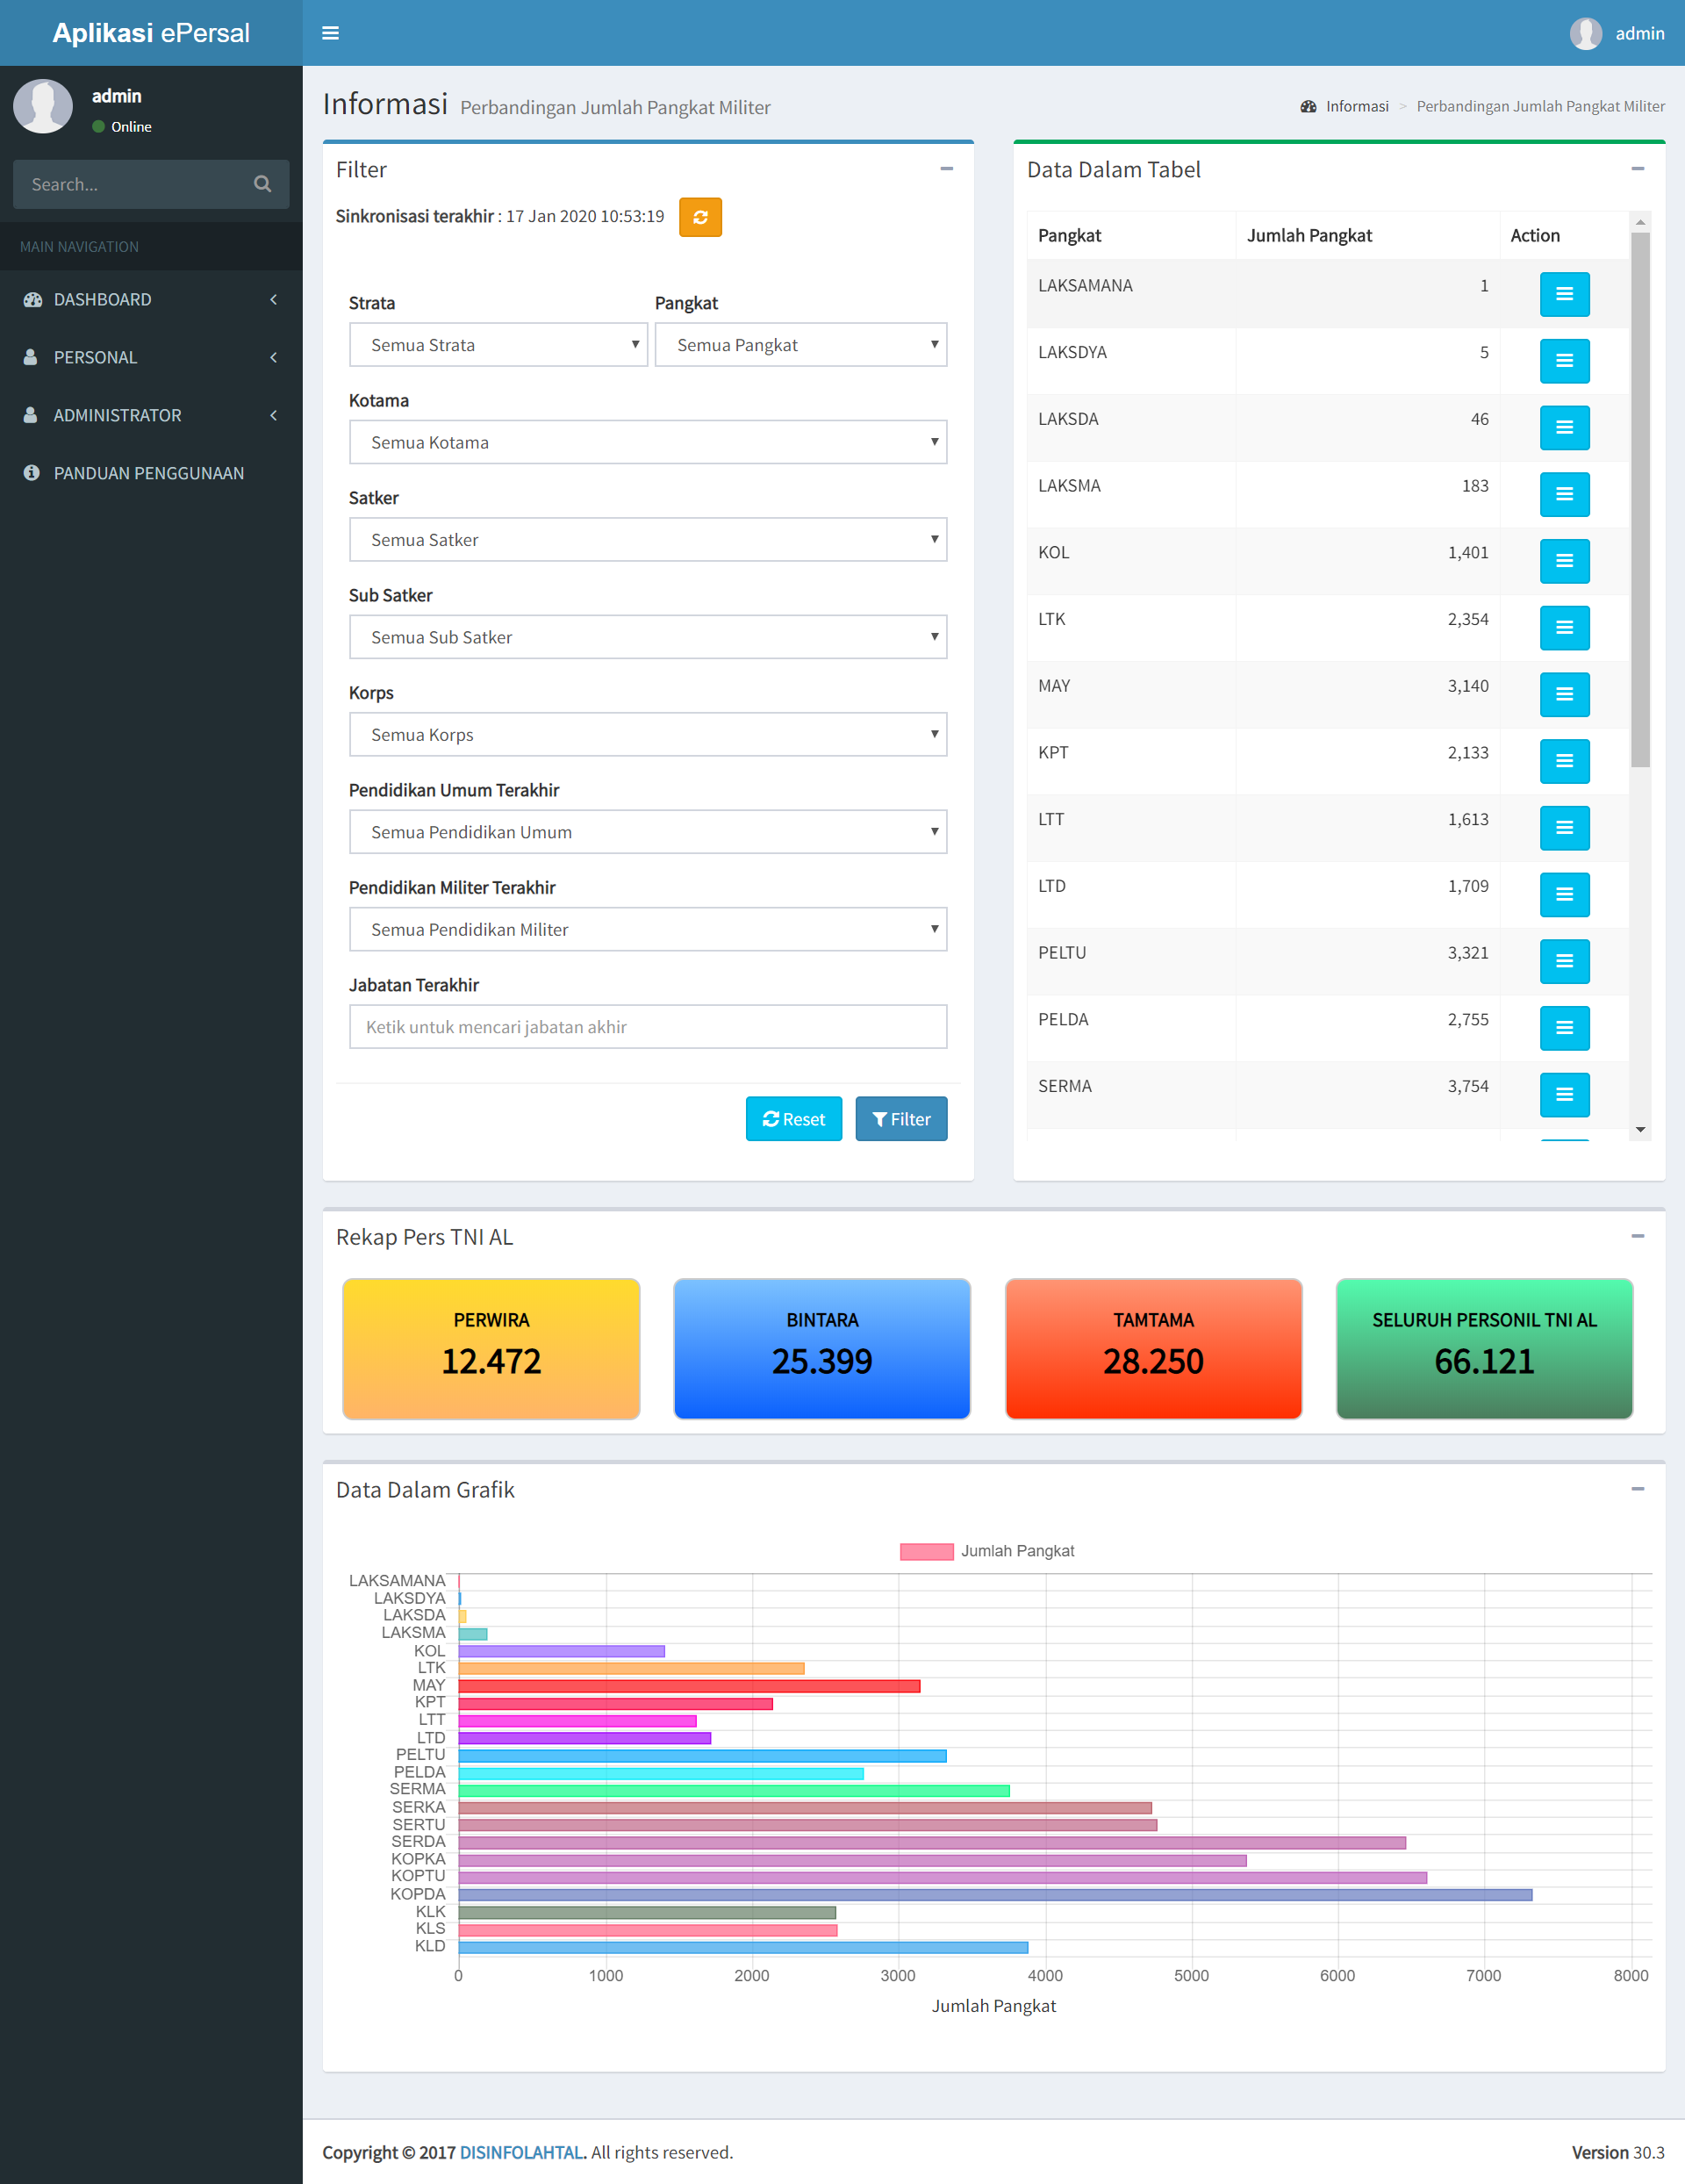 Aplikasi ePersal
admin
admin
Online
Search...
MAIN NAVIGATION
DASHBOARD
PERSONAL
ADMINISTRATOR
PANDUAN PENGGUNAAN
Informasi Perbandingan Jumlah Pangkat Militer
Informasi > Perbandingan Jumlah Pangkat Militer
Filter
Sinkronisasi terakhir : 17 Jan 2020 10:53:19
Strata Pangkat
Semua Strata Semua Pangkat
Kotama
Semua Kotama
Satker
Semua Satker
Sub Satker
Semua Sub Satker
Korps
Semua Korps
Pendidikan Umum Terakhir
Semua Pendidikan Umum
Pendidikan Militer Terakhir
Semua Pendidikan Militer
Jabatan Terakhir
Ketik untuk mencari jabatan akhir
Reset Filter
Data Dalam Tabel
Pangkat Jumlah Pangkat Action
LAKSAMANA 1
LAKSDYA 5
LAKSDA 46
LAKSMA 183
KOL 1,401
LTK 2,354
MAY 3,140
KPT 2,133
LTT 1,613
LTD 1,709
PELTU 3,321
PELDA 2,755
SERMA 3,754
Rekap Pers TNI AL
PERWIRA
12.472
BINTARA
25.399
TAMTAMA
28.250
SELURUH PERSONIL TNI AL
66.121
Data Dalam Grafik
Jumlah Pangkat
LAKSAMANA
LAKSDYA
LAKSDA
LAKSMA
KOL
LTK
MAY
KPT
LTT
LTD
PELTU
PELDA
SERMA
SERKA
SERTU
SERDA
KOPKA
KOPTU
KOPDA
KLK
KLS
KLD
0 1000 2000 3000 4000 5000 6000 7000 8000
Jumlah Pangkat
Copyright © 2017 DISINFOLAHTAL. All rights reserved.
Version 30.3